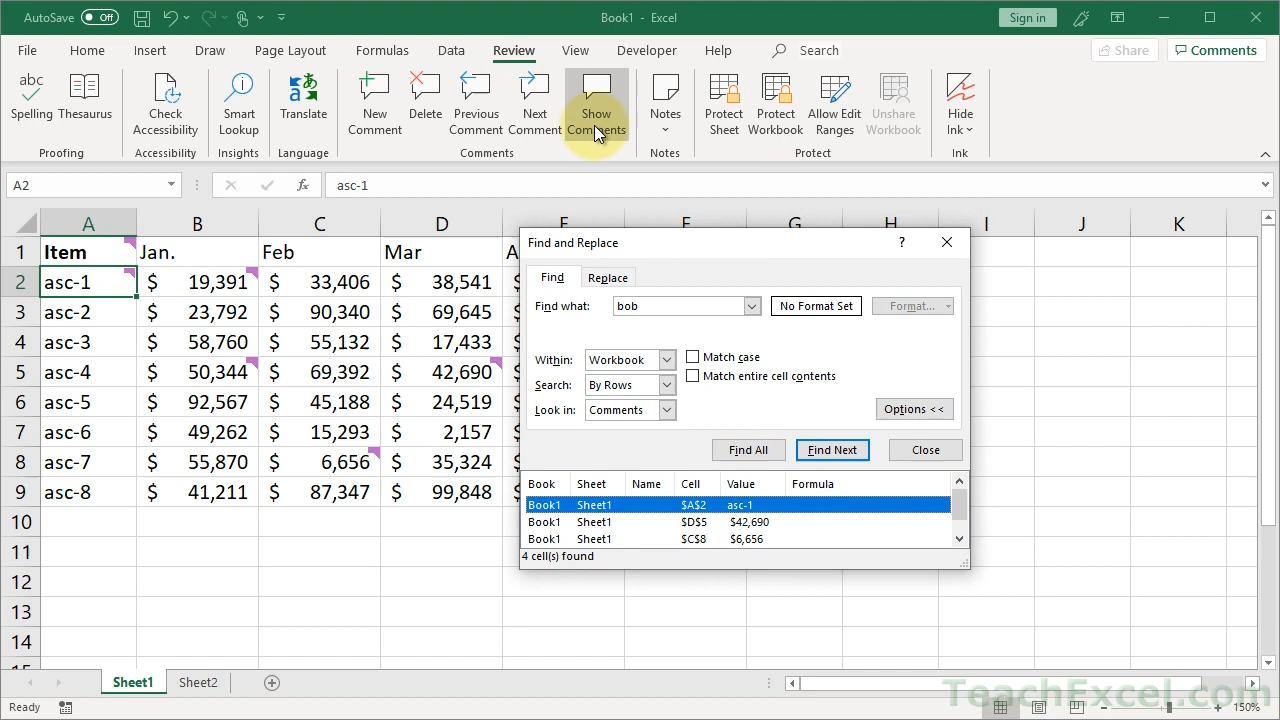 AutoSave Off Book1 - Excel Sign in
File Home Insert Draw Page Layout Formulas Data Review View Developer Help Search Share Comments
abc
Spelling Thesaurus Check Accessibility Smart Lookup Translate New Comment Delete Previous Comment Next Comment Show Comments Notes Protect Sheet Protect Workbook Allow Edit Ranges Unshare Workbook Hide Ink
Proofing Accessibility Insights Language Comments Notes Protect Ink
A2 fx asc-1
A B C D E F G H I J K
1 Item Jan. Feb Mar A
2 asc-1 $ 19,391 $ 33,406 $ 38,541 $
3 asc-2 $ 23,792 $ 90,340 $ 69,645 $
4 asc-3 $ 58,760 $ 55,132 $ 17,433 $
5 asc-4 $ 50,344 $ 69,392 $ 42,690 $
6 asc-5 $ 92,567 $ 45,188 $ 24,519 $
7 asc-6 $ 49,262 $ 15,293 $ 2,157 $
8 asc-7 $ 55,870 $ 6,656 $ 35,324 $
9 asc-8 $ 41,211 $ 87,347 $ 99,848 $
10
11
12
13
14
15
Find and Replace ?
Find Replace
Find what: bob No Format Set Format...
Within: Workbook Match case
Search: By Rows Match entire cell contents
Look in: Comments Options <<
Find All Find Next Close
Book Sheet Name Cell Value Formula
Book1 Sheet1 $A$2 asc-1
Book1 Sheet1 $D$5 $42,690
Book1 Sheet1 $C$8 $6,656
4 cell(s) found
Sheet1 Sheet2
TeachExcel.com
Ready 150%